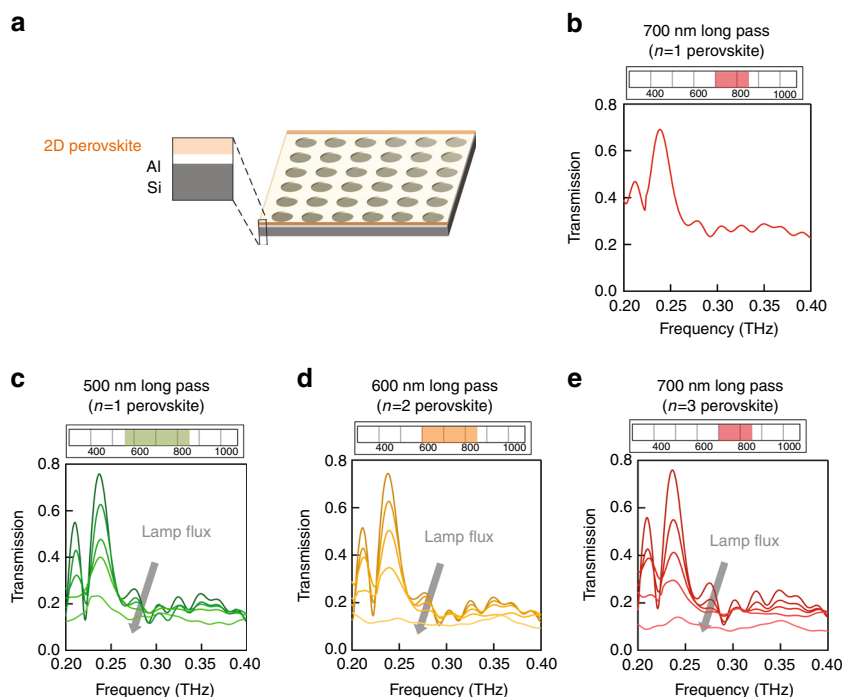 a
2D perovskite
Al
Si
b
700 nm long pass
(n=1 perovskite)
400 600 800 1000
0.8
0.6
0.4
0.2
0.0
Transmission
0.20 0.25 0.30 0.35 0.40
Frequency (THz)
c
500 nm long pass
(n=1 perovskite)
400 600 800 1000
0.8
0.6
0.4
0.2
0.0
Transmission
Lamp flux
0.20 0.25 0.30 0.35 0.40
Frequency (THz)
d
600 nm long pass
(n=2 perovskite)
400 600 800 1000
0.8
0.6
0.4
0.2
0.0
Transmission
Lamp flux
0.20 0.25 0.30 0.35 0.40
Frequency (THz)
e
700 nm long pass
(n=3 perovskite)
400 600 800 1000
0.8
0.6
0.4
0.2
0.0
Transmission
Lamp flux
0.20 0.25 0.30 0.35 0.40
Frequency (THz)